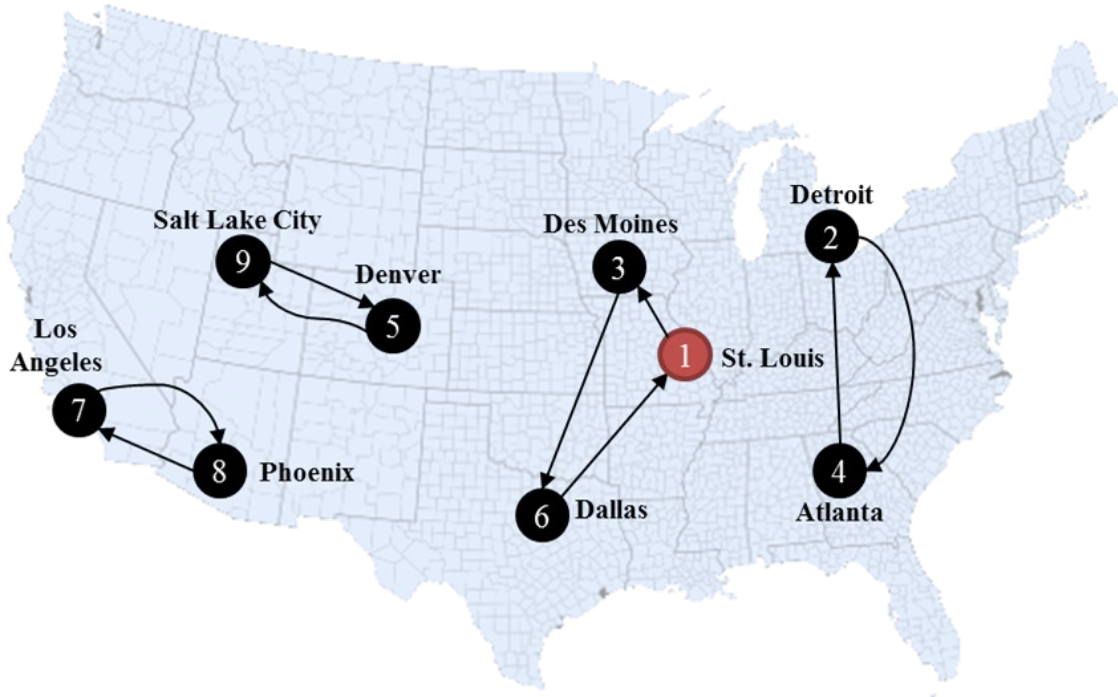 Detroit
2
Salt Lake City
Des Moines
9
3
Denver
5
Los
Angeles
1
St. Louis
7
8
Phoenix
4
Atlanta
6
Dallas